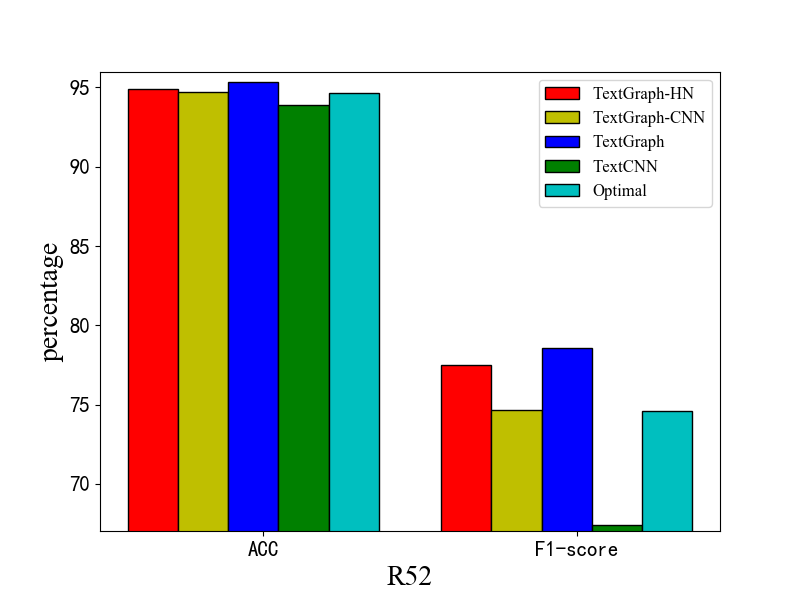 TextGraph-HN
TextGraph-CNN
TextGraph
TextCNN
Optimal
percentage
95
90
85
80
75
70
ACC
F1-score
R52